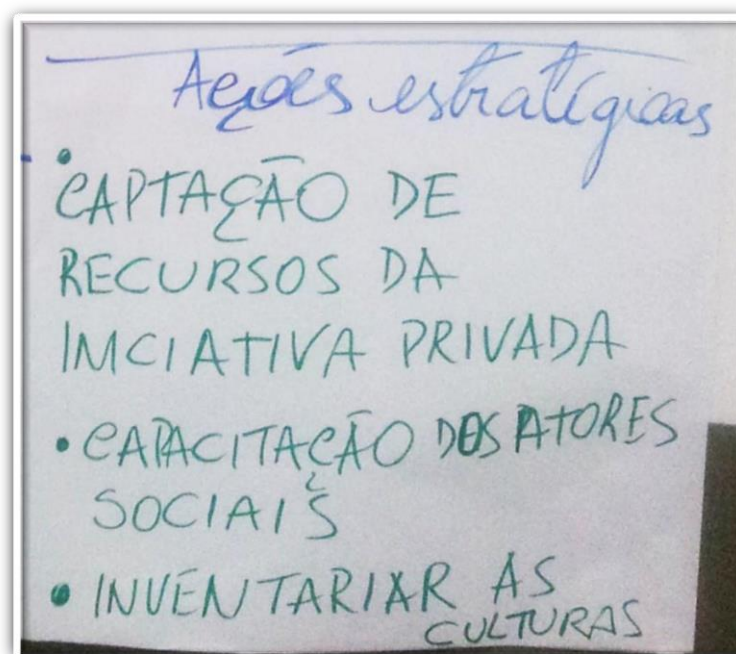 Ações estratégicas
• CAPTAÇÃO DE
RECURSOS DA
INICIATIVA PRIVADA
• CAPACITAÇÃO DOS ATORES
SOCIAIS
• INVENTARIAR AS
CULTURAS